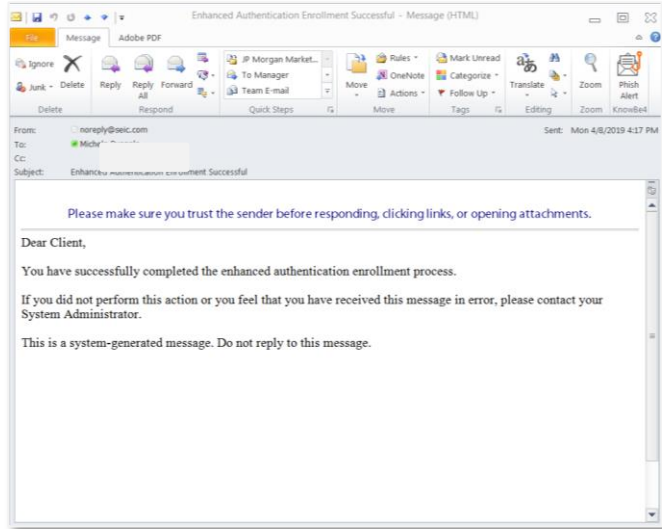 Enhanced Authentication Enrollment Successful - Message (HTML)
File Message Adobe PDF
Ignore
Junk
Delete
Reply
Reply All
Forward
JP Morgan Market...
To Manager
Team E-mail
Move
Rules
OneNote
Actions
Mark Unread
Categorize
Follow Up
Translate
Zoom
Phish Alert
Delete Respond Quick Steps Move Tags Editing Zoom KnowBe4
From: noreply@seic.com Sent: Mon 4/8/2019 4:17 PM
To:
Cc:
Subject: Enhanced Authentication Enrollment Successful
Please make sure you trust the sender before responding, clicking links, or opening attachments.
Dear Client,
You have successfully completed the enhanced authentication enrollment process.
If you did not perform this action or you feel that you have received this message in error, please contact your
System Administrator.
This is a system-generated message. Do not reply to this message.